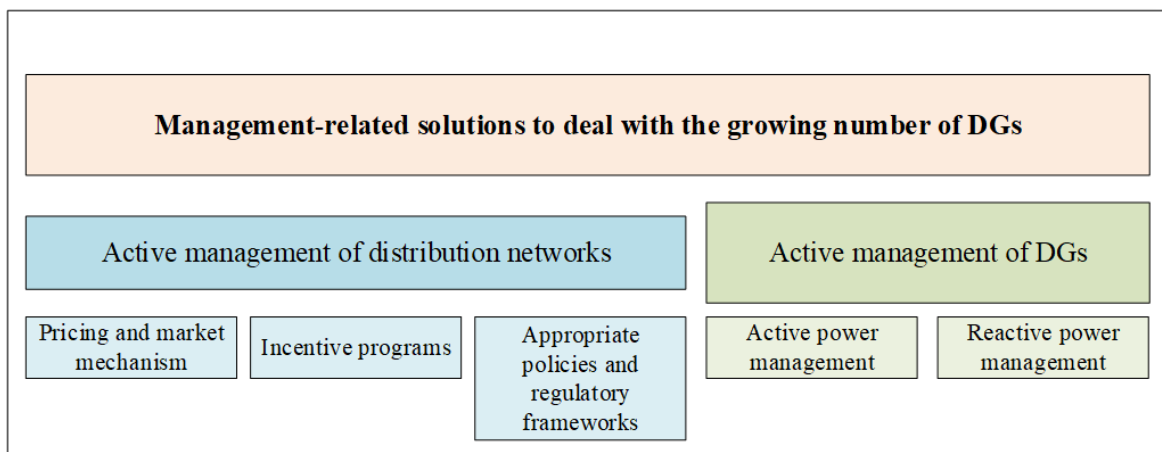 Management-related solutions to deal with the growing number of DGs
Active management of distribution networks
Active management of DGs
Pricing and market
mechanism
Incentive programs
Appropriate
policies and
regulatory
frameworks
Active power
management
Reactive power
management